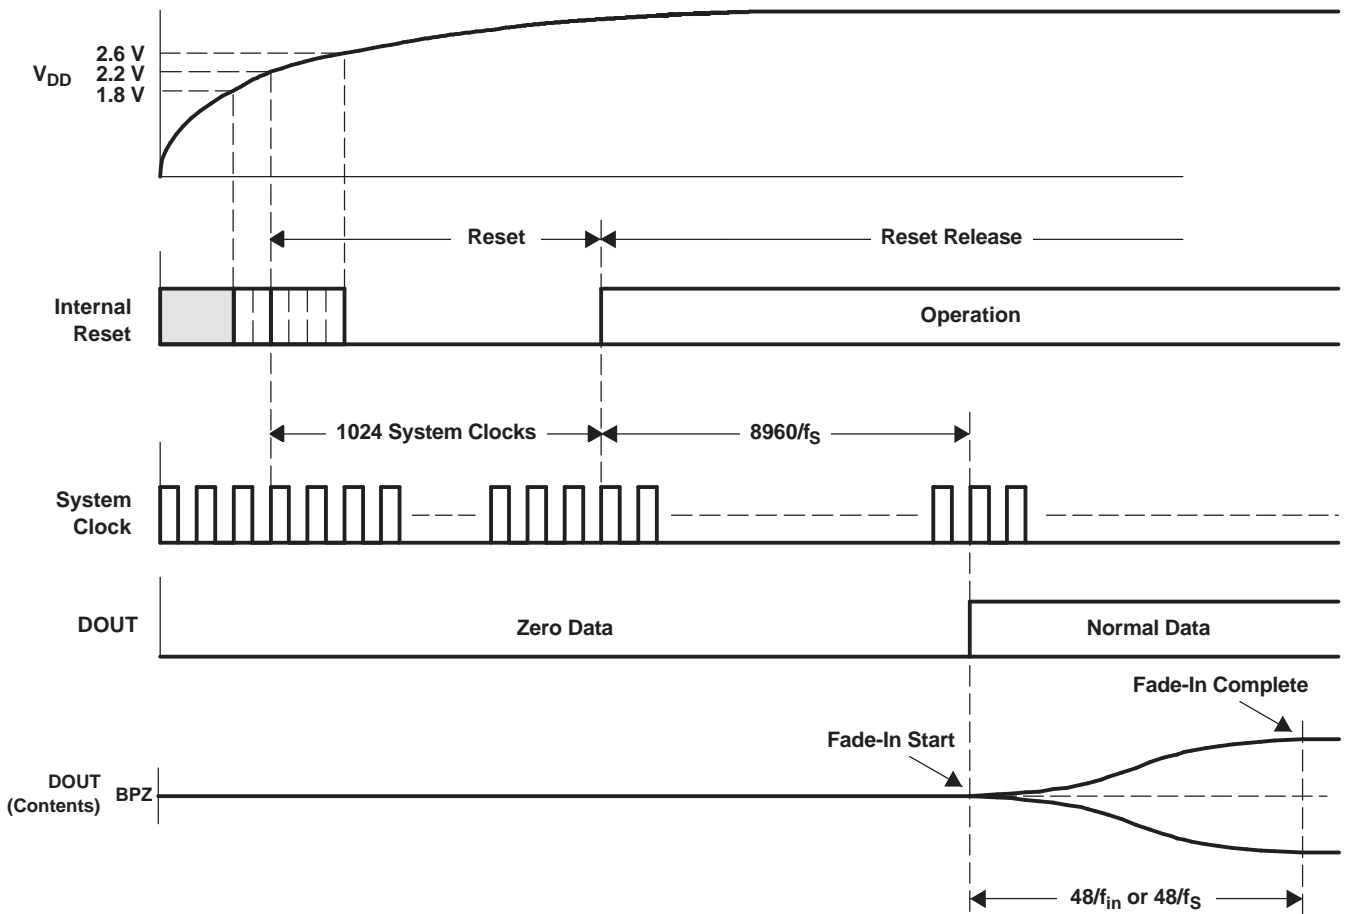 2.6 V
V_DD 2.2 V
1.8 V
Reset
Reset Release
Internal
Reset
Operation
1024 System Clocks
8960/f_S
System
Clock
DOUT
Zero Data
Normal Data
Fade-In Complete
Fade-In Start
DOUT
(Contents)
BPZ
48/f_in or 48/f_S